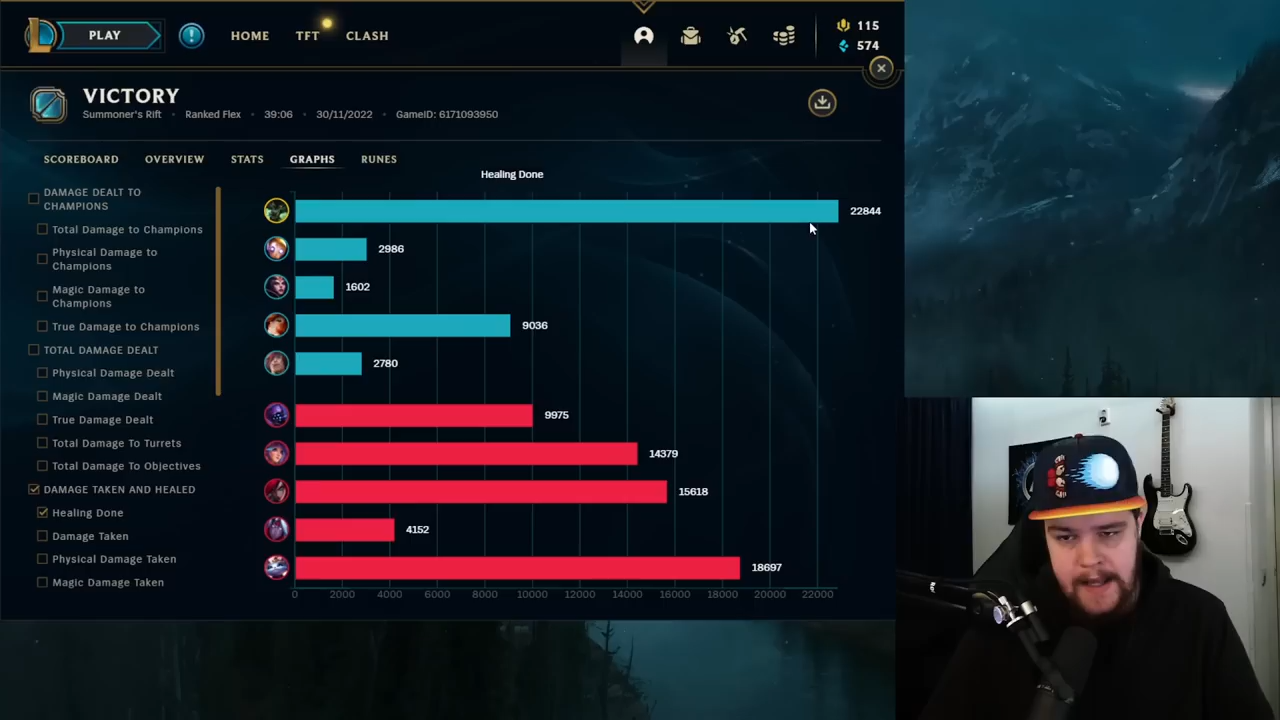 PLAY
HOME
TFT
CLASH
115
574
VICTORY
Summoner's Rift • Ranked Flex • 39:06 • 30/11/2022 • GameID: 6171093950
SCOREBOARD
OVERVIEW
STATS
GRAPHS
RUNES
DAMAGE DEALT TO
CHAMPIONS
Total Damage to Champions
Physical Damage to
Champions
Magic Damage to
Champions
True Damage to Champions
TOTAL DAMAGE DEALT
Physical Damage Dealt
Magic Damage Dealt
True Damage Dealt
Total Damage To Turrets
Total Damage To Objectives
DAMAGE TAKEN AND HEALED
Healing Done
Damage Taken
Physical Damage Taken
Magic Damage Taken
Healing Done
22844
2986
1602
9036
2780
9975
14379
15618
4152
18697
0 2000 4000 6000 8000 10000 12000 14000 16000 18000 20000 22000